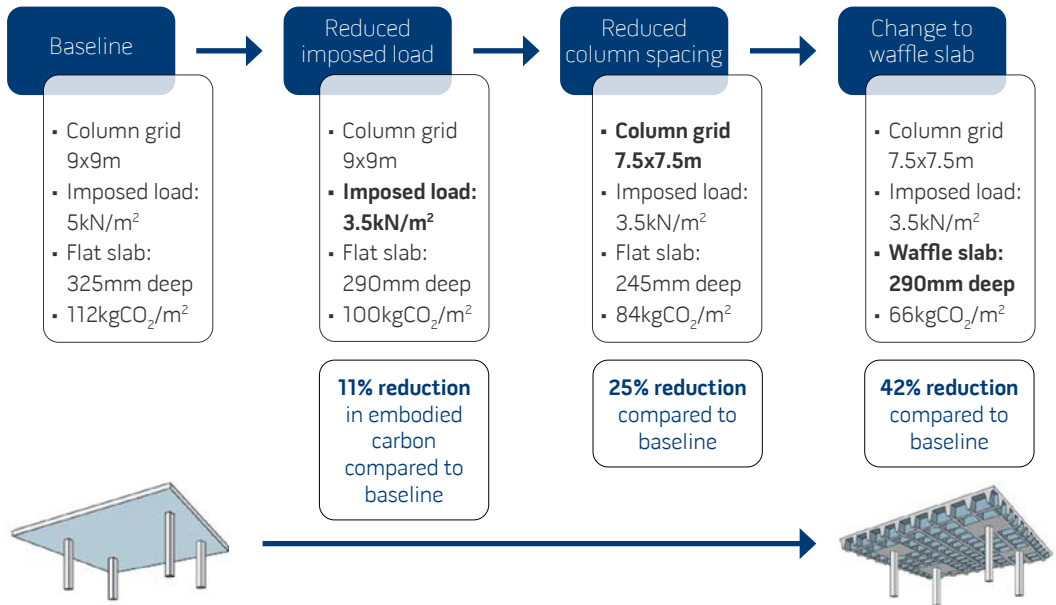 Baseline
Column grid
9x9m
Imposed load:
5kN/m²
Flat slab:
325mm deep
112kgCO₂/m²
Reduced
imposed load
Column grid
9x9m
Imposed load:
3.5kN/m²
Flat slab:
290mm deep
100kgCO₂/m²
11% reduction
in embodied
carbon
compared to
baseline
Reduced
column spacing
Column grid
7.5x7.5m
Imposed load:
3.5kN/m²
Flat slab:
245mm deep
84kgCO₂/m²
25% reduction
compared to
baseline
Change to
waffle slab
Column grid
7.5x7.5m
Imposed load:
3.5kN/m²
Waffle slab:
290mm deep
66kgCO₂/m²
42% reduction
compared to
baseline